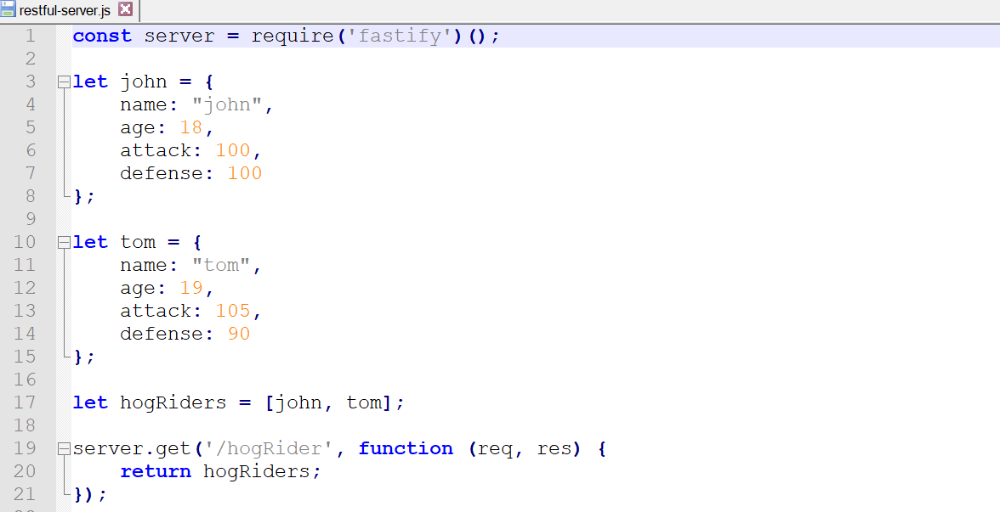 restful-server.js
1 const server = require('fastify')();
2
3 let john = {
4     name: "john",
5     age: 18,
6     attack: 100,
7     defense: 100
8 };
9
10 let tom = {
11     name: "tom",
12     age: 19,
13     attack: 105,
14     defense: 90
15 };
16
17 let hogRiders = [john, tom];
18
19 server.get('/hogRider', function (req, res) {
20     return hogRiders;
21 });